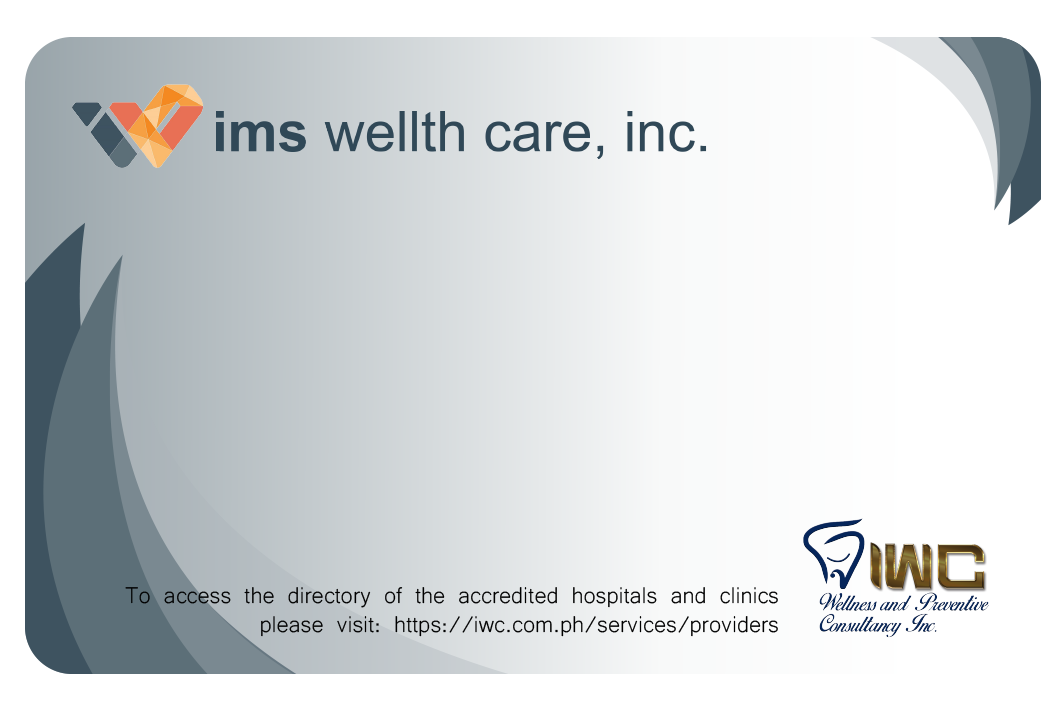 ims wellth care, inc.
To access the directory of the accredited hospitals and clinics
please visit: https://iwc.com.ph/services/providers
IWC
Wellness and Preventive
Consultancy Inc.